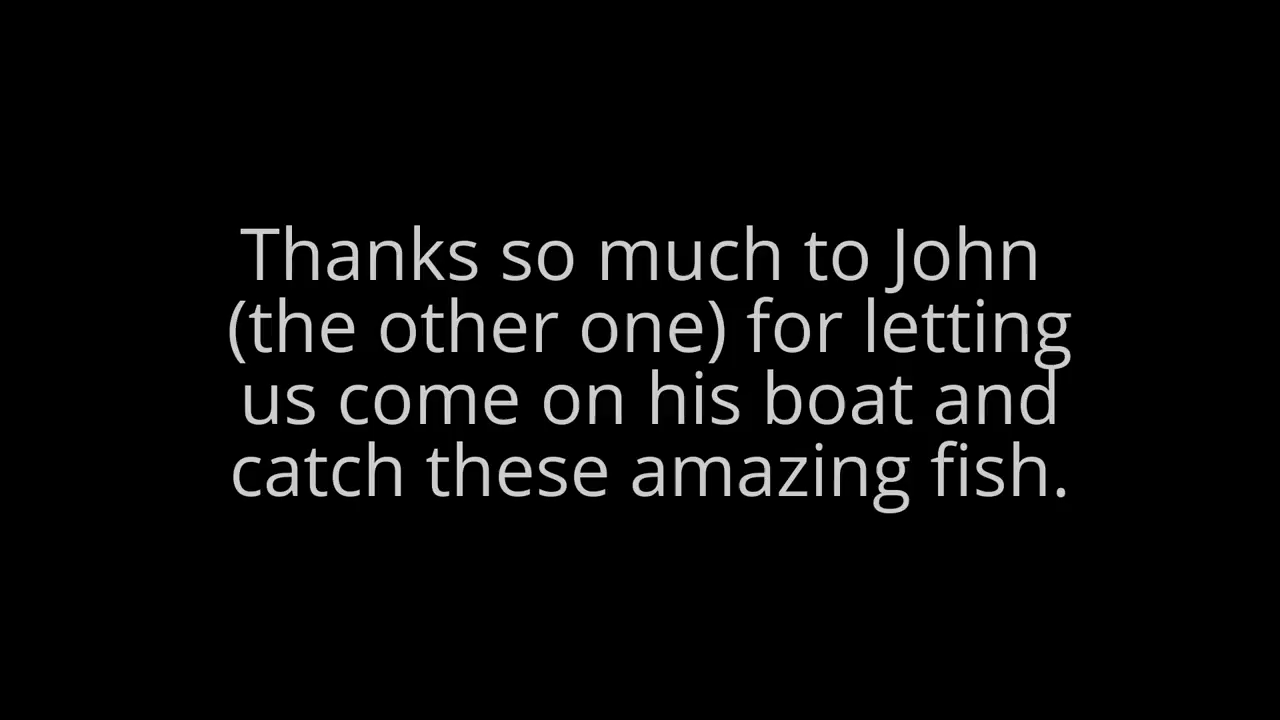 Thanks so much to John
(the other one) for letting
us come on his boat and
catch these amazing fish.